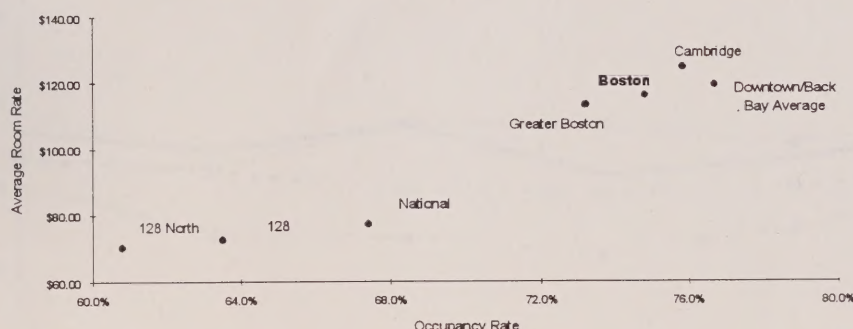 $140.00
$120.00
$100.00
$80.00
$60.00
Average Room Rate
Cambridge
Boston
Downtown/Back
. Bay Average
Greater Boston
National
128 North
128
60.0%
64.0%
68.0%
72.0%
76.0%
80.0%
Occupancy Rate